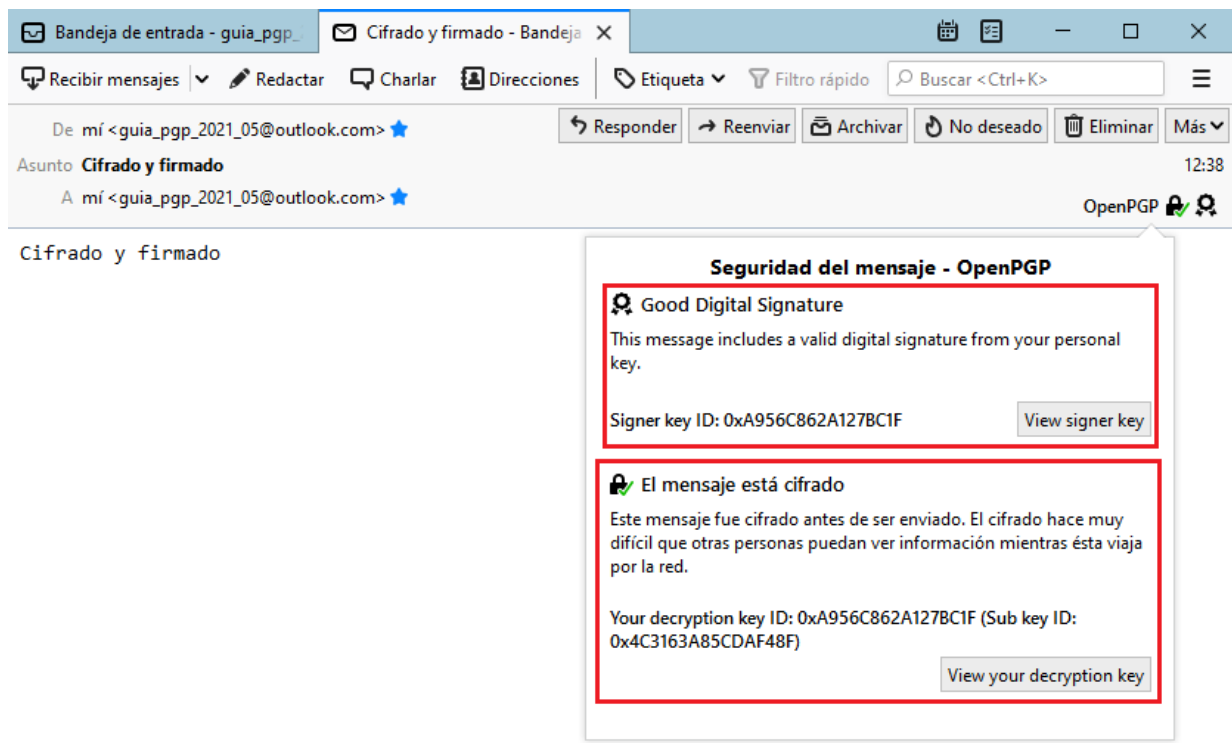 Bandeja de entrada - guia_pgp_
Cifrado y firmado - Bandeja
Recibir mensajes
Redactar
Charlar
Direcciones
Etiqueta
Filtro rápido
Buscar <Ctrl+K>
De mí <guia_pgp_2021_05@outlook.com>
Responder
Reenviar
Archivar
No deseado
Eliminar
Más
Asunto Cifrado y firmado
12:38
A mí <guia_pgp_2021_05@outlook.com>
OpenPGP
Cifrado y firmado
Seguridad del mensaje - OpenPGP
Good Digital Signature
This message includes a valid digital signature from your personal
key.
Signer key ID: 0xA956C862A127BC1F
View signer key
El mensaje está cifrado
Este mensaje fue cifrado antes de ser enviado. El cifrado hace muy
difícil que otras personas puedan ver información mientras ésta viaja
por la red.
Your decryption key ID: 0xA956C862A127BC1F (Sub key ID:
0x4C3163A85CDAF48F)
View your decryption key